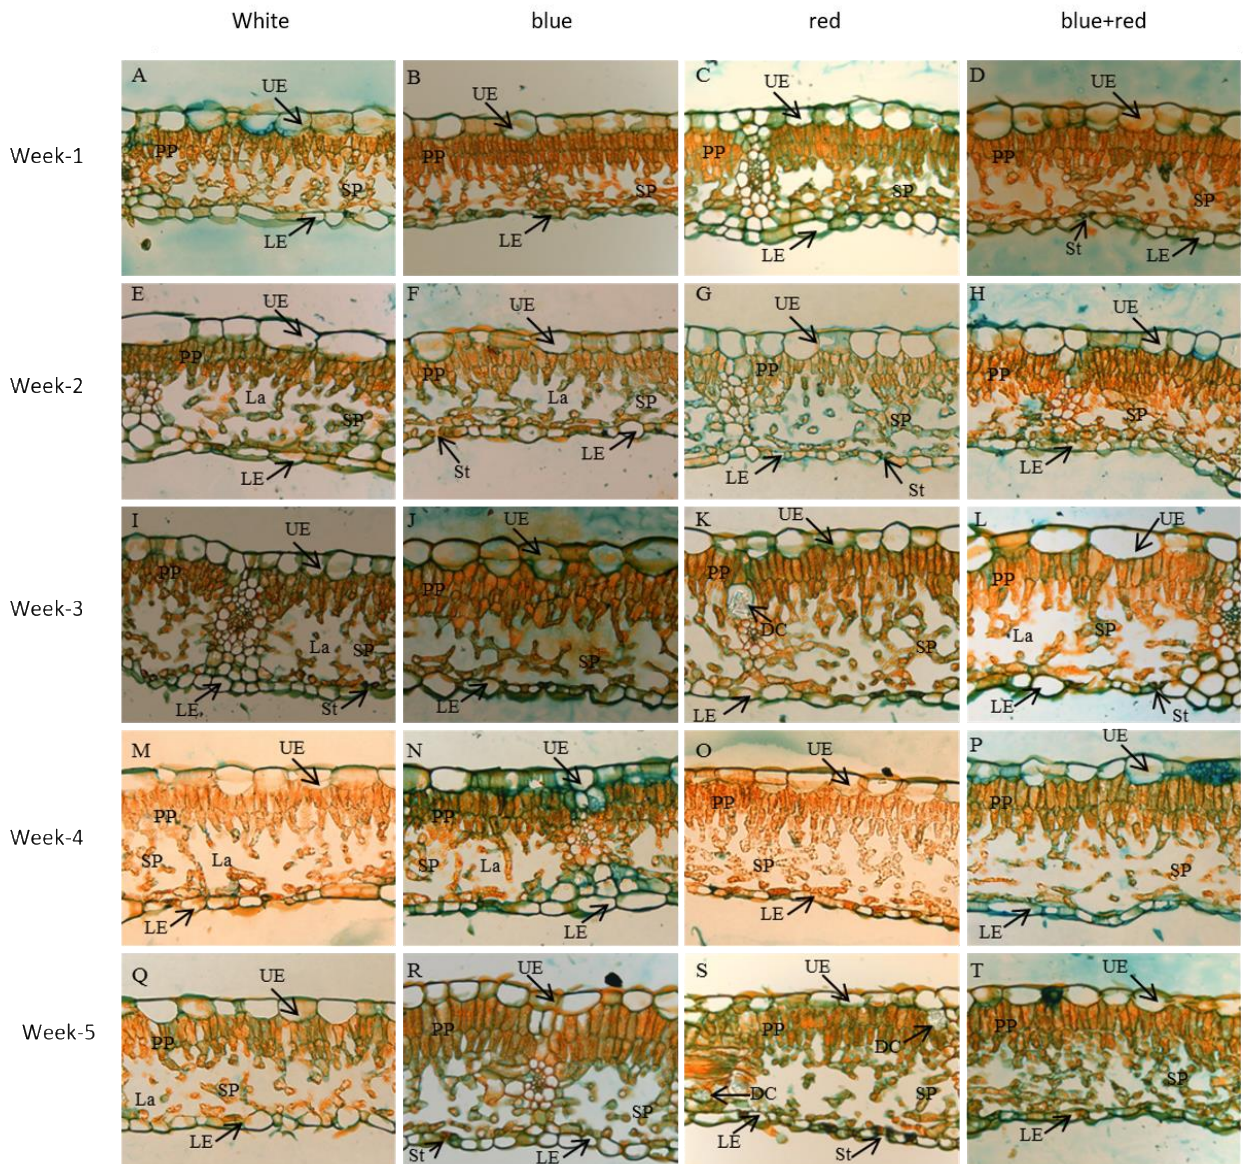 White blue red blue+red
Week-1
A UE PP SP LE
B UE PP SP LE
C UE PP SP LE
D UE PP SP St LE
Week-2
E UE PP La SP LE
F UE PP La SP St LE
G UE PP SP LE St
H UE PP SP LE
Week-3
I UE PP La SP LE St
J UE PP SP LE
K UE PP DC SP LE
L UE PP La SP LE St
Week-4
M UE PP SP La LE
N UE PP SP La LE
O UE PP SP LE
P UE PP SP LE
Week-5
Q UE PP La SP LE
R UE PP SP St LE
S UE PP DC DC SP LE St
T UE PP SP LE